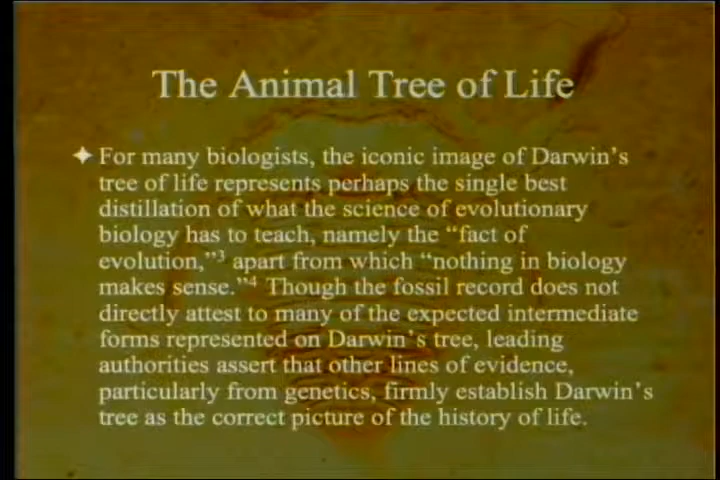 The Animal Tree of Life
For many biologists, the iconic image of Darwin's
tree of life represents perhaps the single best
distillation of what the science of evolutionary
biology has to teach, namely the “fact of
evolution,”³ apart from which “nothing in biology
makes sense.”⁴ Though the fossil record does not
directly attest to many of the expected intermediate
forms represented on Darwin's tree, leading
authorities assert that other lines of evidence,
particularly from genetics, firmly establish Darwin's
tree as the correct picture of the history of life.